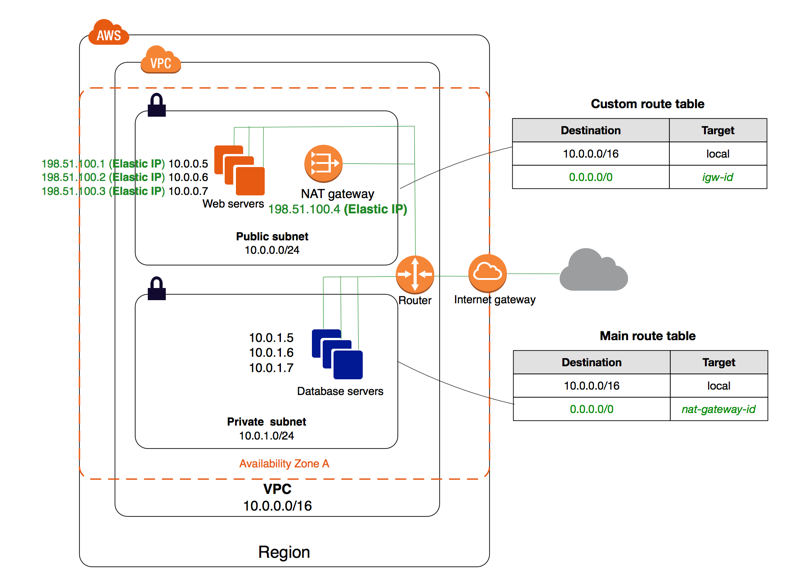 AWS
VPC
198.51.100.1 (Elastic IP) 10.0.0.5
198.51.100.2 (Elastic IP) 10.0.0.6
198.51.100.3 (Elastic IP) 10.0.0.7
Web servers
NAT gateway
198.51.100.4 (Elastic IP)
Public subnet
10.0.0.0/24
Custom route table
Destination Target
10.0.0.0/16 local
0.0.0.0/0 igw-id
Router
Internet gateway
10.0.1.5
10.0.1.6
10.0.1.7
Database servers
Private subnet
10.0.1.0/24
Main route table
Destination Target
10.0.0.0/16 local
0.0.0.0/0 nat-gateway-id
Availability Zone A
VPC
10.0.0.0/16
Region